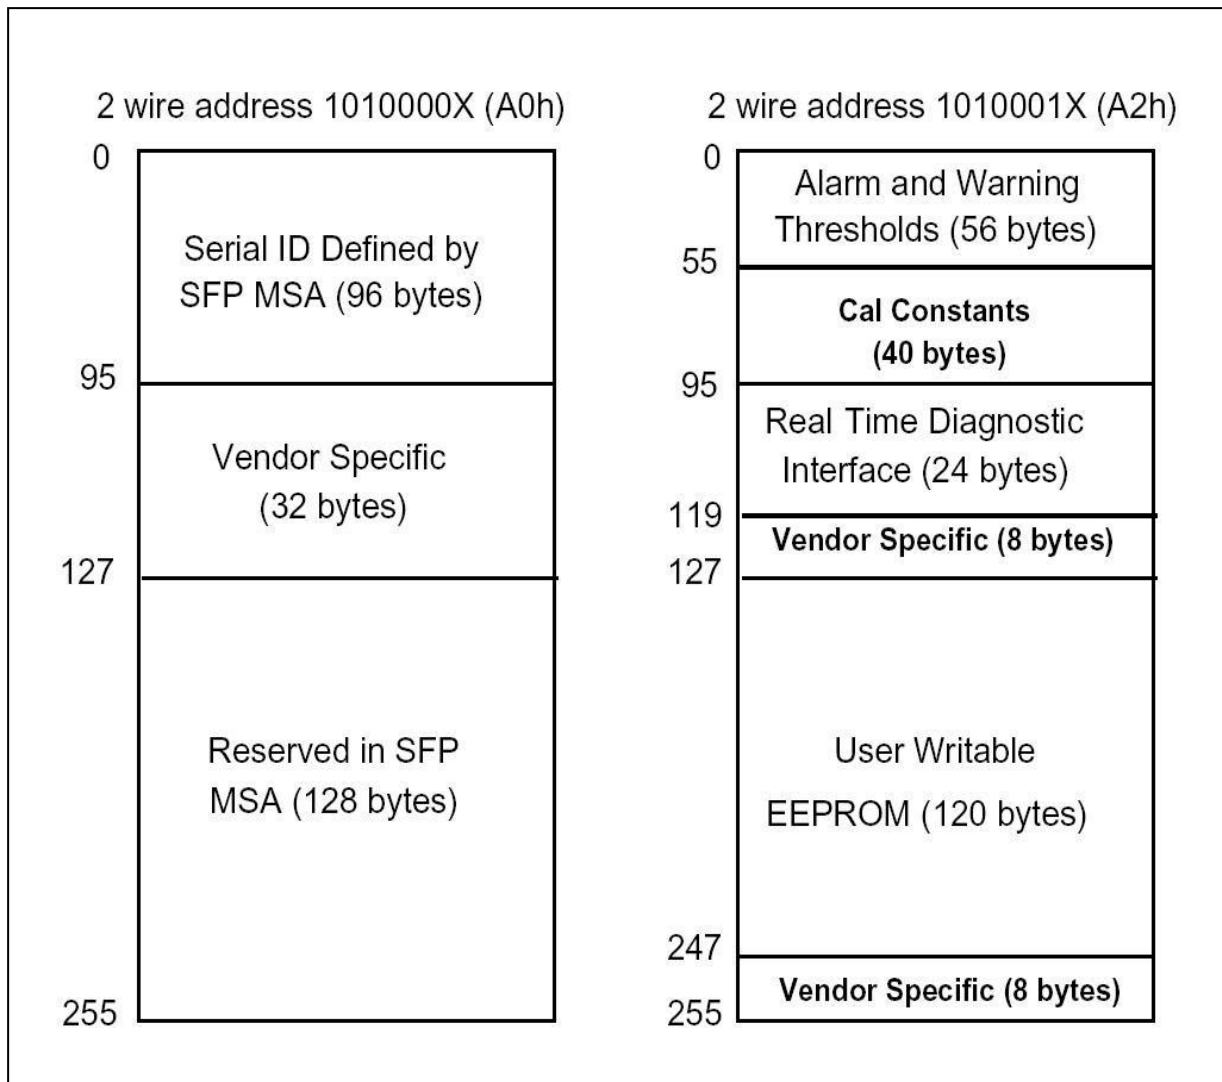 2 wire address 1010000X (A0h)
0
Serial ID Defined by
SFP MSA (96 bytes)
95
Vendor Specific
(32 bytes)
127
Reserved in SFP
MSA (128 bytes)
255
2 wire address 1010001X (A2h)
0
Alarm and Warning
Thresholds (56 bytes)
55
Cal Constants
(40 bytes)
95
Real Time Diagnostic
Interface (24 bytes)
119
Vendor Specific (8 bytes)
127
User Writable
EEPROM (120 bytes)
247
Vendor Specific (8 bytes)
255